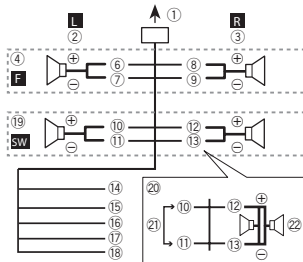 ①
L R
② ③
④ ⊕ ⑥ ⑧ ⊕
F ⊖ ⑦ ⑨ ⊖
⑲ ⊕ ⑩ ⑫ ⊕
SW ⊖ ⑪ ⑬ ⊖
⑭ ⑳
⑮ ⑩ ⑫ ⊕
⑯ ㉑ ㉒
⑰ ⑪ ⑬ ⊖
⑱